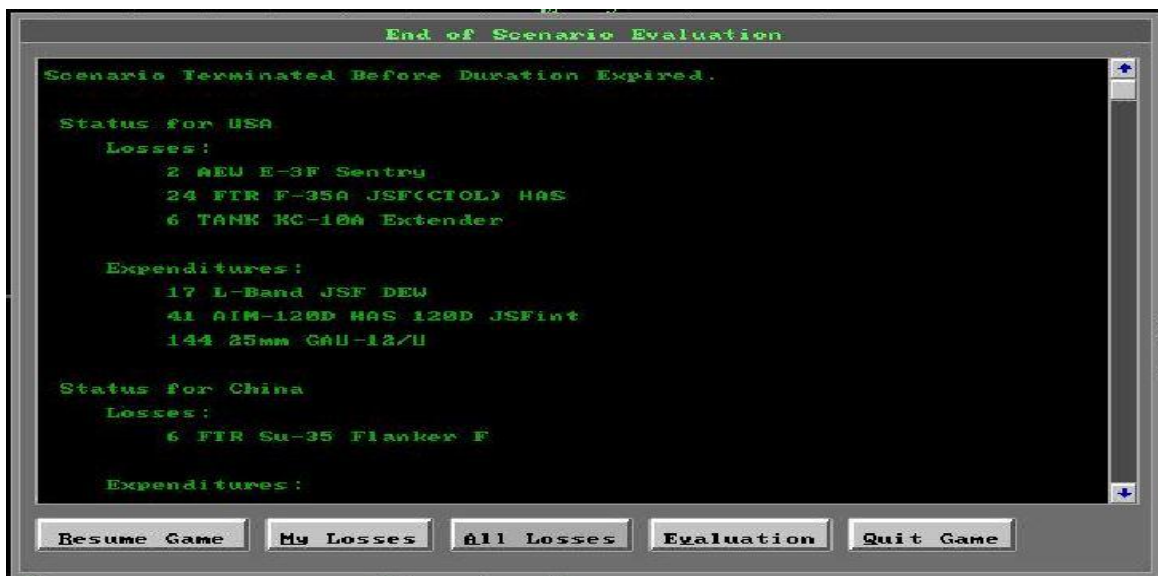 End of Scenario Evaluation
Scenario Terminated Before Duration Expired.
Status for USA
Losses:
2 AEW E-3F Sentry
24 FTR F-35A JSF(CTOL) HAS
6 TANK KC-10A Extender
Expenditures:
17 L-Band JSF DEW
41 AIM-120D HAS 120D JSFint
144 25mm GAU-12/U
Status for China
Losses:
6 FTR Su-35 Flanker F
Expenditures:
Resume Game My Losses All Losses Evaluation Quit Game